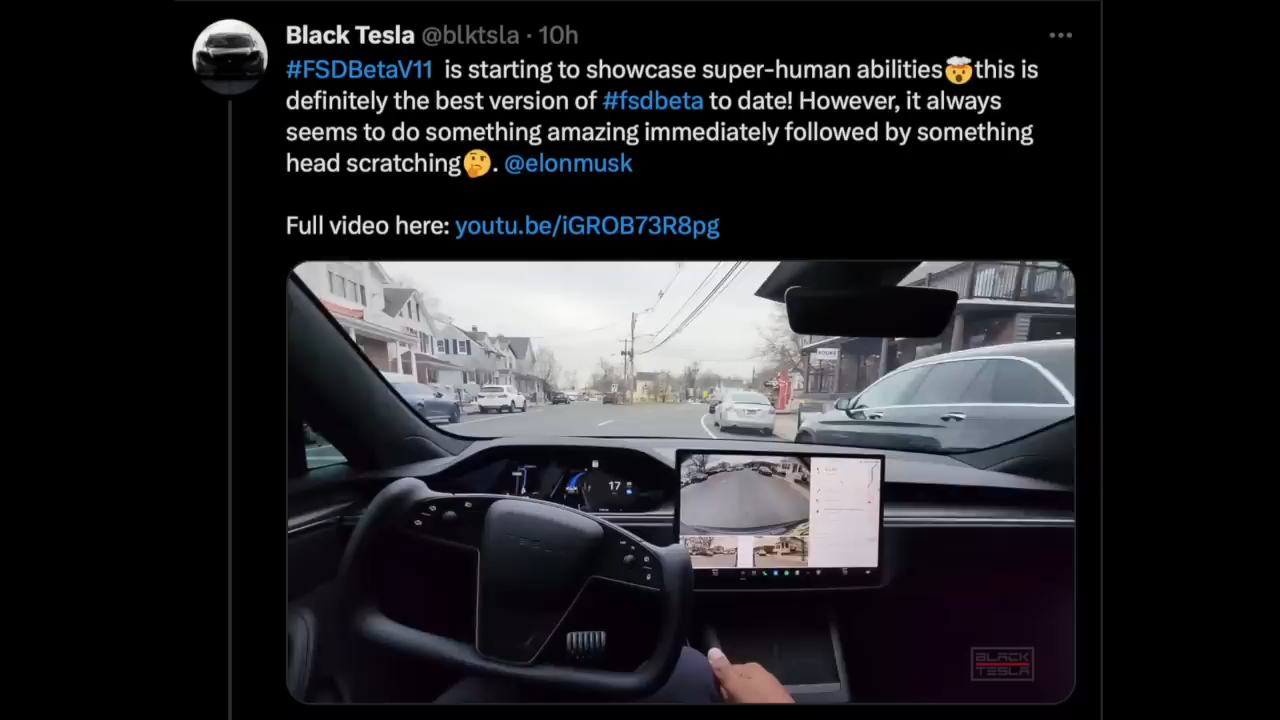 Black Tesla @blktsla · 10h
#FSDBetaV11 is starting to showcase super-human abilities🤯this is
definitely the best version of #fsdbeta to date! However, it always
seems to do something amazing immediately followed by something
head scratching🤔. @elonmusk
Full video here: youtu.be/iGROB73R8pg
17
BLACK
TESLA